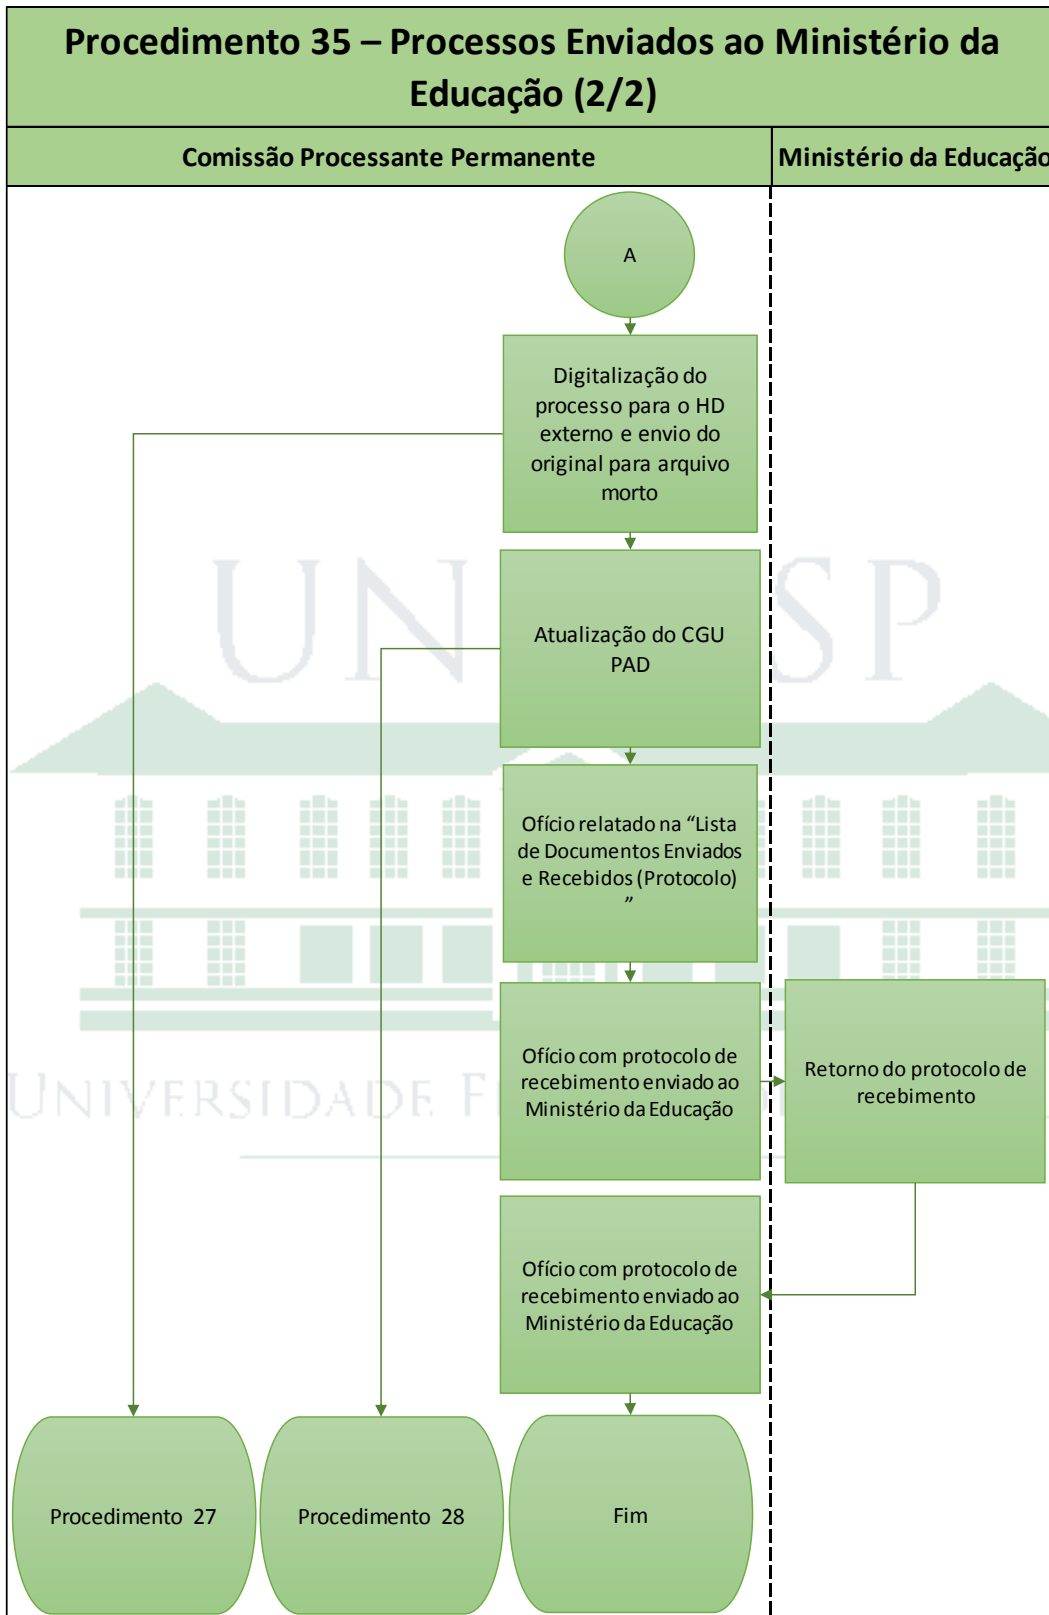 Procedimento 35 – Processos Enviados ao Ministério da
Educação (2/2)
Comissão Processante Permanente
Ministério da Educação
A
Digitalização do
processo para o HD
externo e envio do
original para arquivo
morto
Atualização do CGU
PAD
Ofício relatado na “Lista
de Documentos Enviados
e Recebidos (Protocolo)
”
Ofício com protocolo de
recebimento enviado ao
Ministério da Educação
Retorno do protocolo de
recebimento
Ofício com protocolo de
recebimento enviado ao
Ministério da Educação
Procedimento 27
Procedimento 28
Fim
UN SP
UNIVERSIDADE F